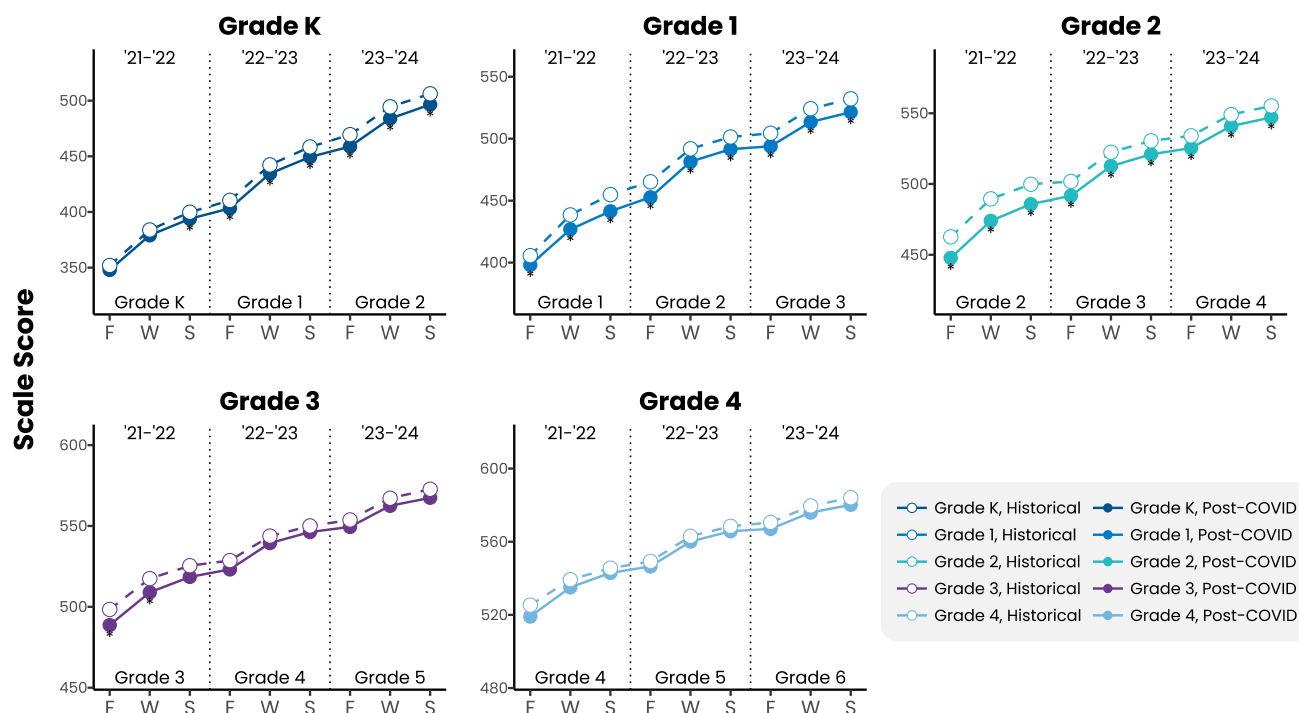 Grade K
Grade 1
Grade 2
'21-'22 '22-'23 '23-'24
'21-'22 '22-'23 '23-'24
'21-'22 '22-'23 '23-'24
500
450
400
350
550
500
450
400
550
500
450
Grade K Grade 1 Grade 2
Grade 1 Grade 2 Grade 3
Grade 2 Grade 3 Grade 4
F W S F W S F W S
F W S F W S F W S
F W S F W S F W S
Scale Score
Grade 3
Grade 4
'21-'22 '22-'23 '23-'24
'21-'22 '22-'23 '23-'24
600
550
500
450
600
560
520
480
* * * * * * *
* * * * * * * * *
* * * * * * * * *
* *
Grade 3 Grade 4 Grade 5
Grade 4 Grade 5 Grade 6
F W S F W S F W S
F W S F W S F W S
Grade K, Historical Grade K, Post-COVID
Grade 1, Historical Grade 1, Post-COVID
Grade 2, Historical Grade 2, Post-COVID
Grade 3, Historical Grade 3, Post-COVID
Grade 4, Historical Grade 4, Post-COVID